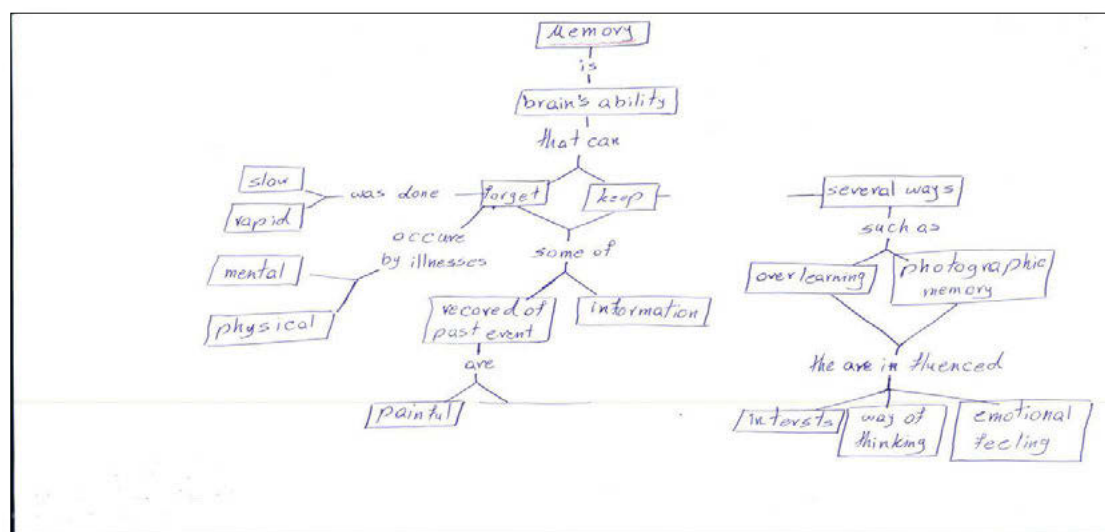 Memory
is
brain's ability
that can
slow
rapid
was done
forget
keep
several ways
such as
occure
by illnesses
mental
physical
some of
recored of
past event
information
are
painful
over learning
photographic
memory
the are in fluenced
intersts
way of
thinking
emotional
feeling